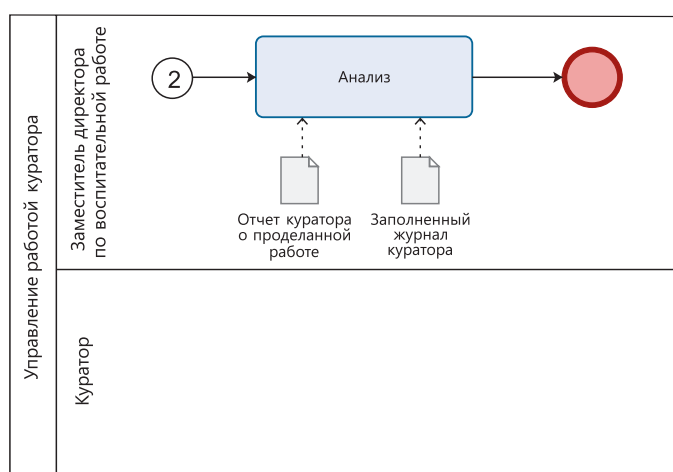 Управление работой куратора
Заместитель директора
по воспитательной работе
2
Анализ
Отчет куратора
о проделанной
работе
Заполненный
журнал
куратора
Куратор